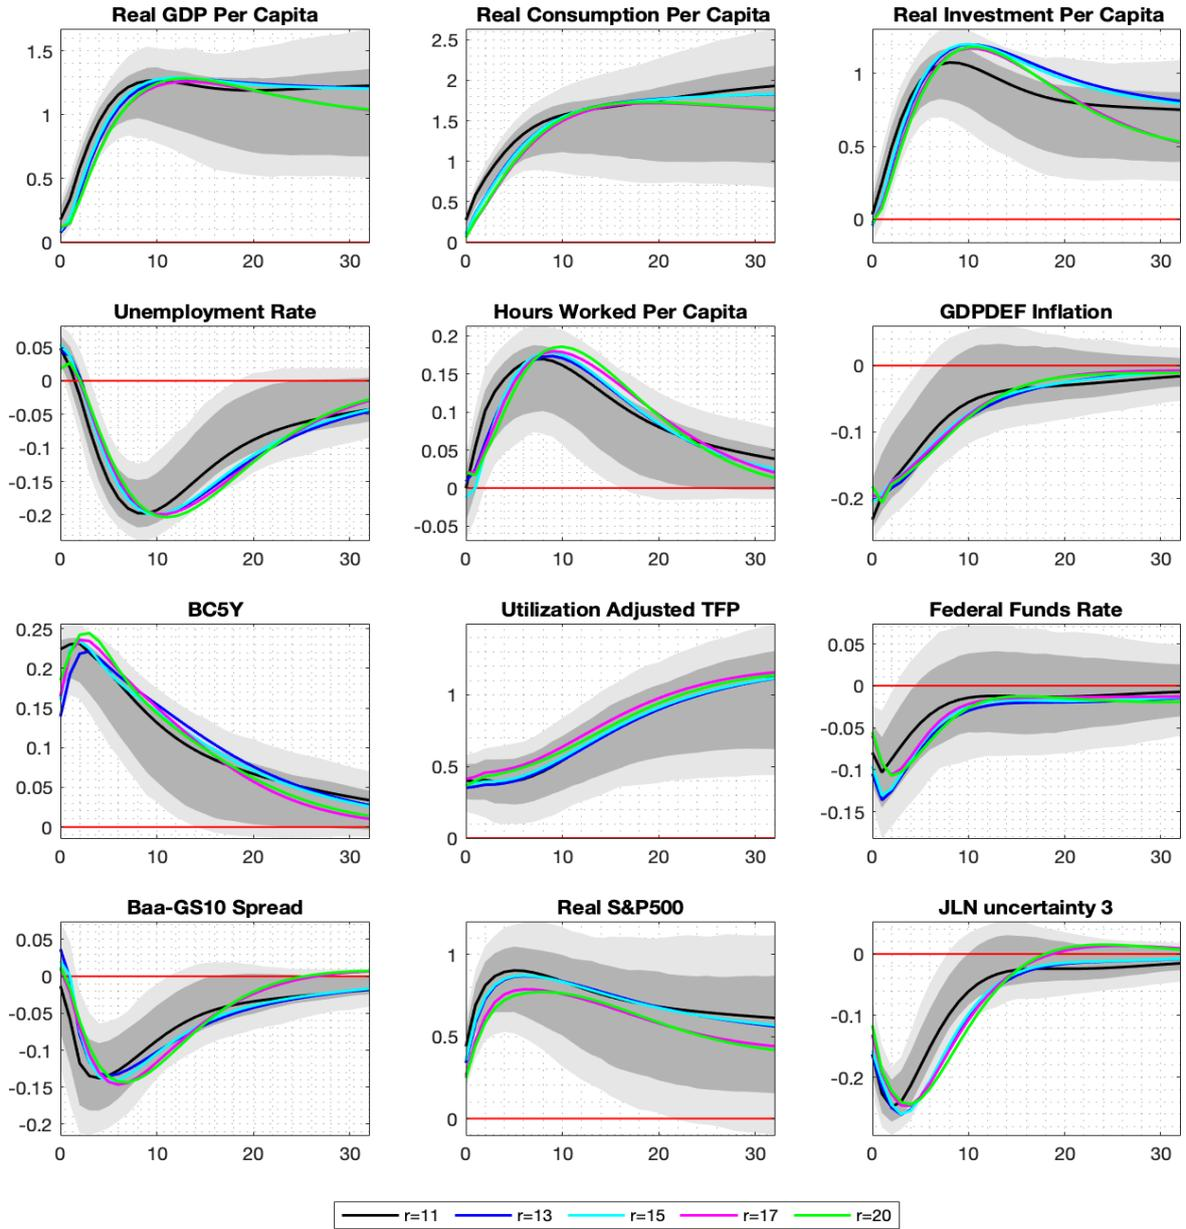 Real GDP Per Capita
1.5
1
0.5
0
0 10 20 30
Real Consumption Per Capita
2.5
2
1.5
1
0.5
0
0 10 20 30
Real Investment Per Capita
1
0.5
0
0 10 20 30
Unemployment Rate
0.05
0
-0.05
-0.1
-0.15
-0.2
0 10 20 30
Hours Worked Per Capita
0.2
0.15
0.1
0.05
0
-0.05
0 10 20 30
GDPDEF Inflation
0
-0.1
-0.2
0 10 20 30
BC5Y
0.25
0.2
0.15
0.1
0.05
0
0 10 20 30
Utilization Adjusted TFP
1
0.5
0
0 10 20 30
Federal Funds Rate
0.05
0
-0.05
-0.1
-0.15
0 10 20 30
Baa-GS10 Spread
0.05
0
-0.05
-0.1
-0.15
-0.2
0 10 20 30
Real S&P500
1
0.5
0
0 10 20 30
JLN uncertainty 3
0
-0.1
-0.2
0 10 20 30
r=11 r=13 r=15 r=17 r=20